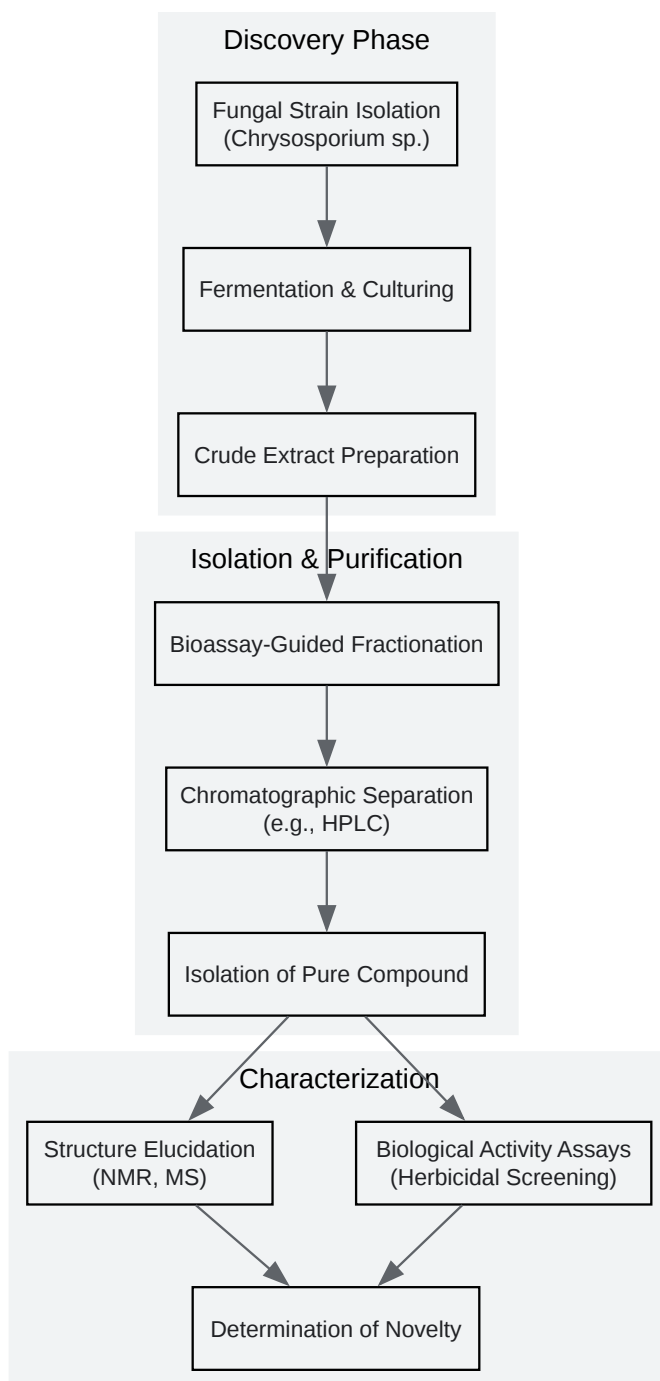 Discovery Phase
Fungal Strain Isolation
(Chrysosporium sp.)
Fermentation & Culturing
Crude Extract Preparation
Isolation & Purification
Bioassay-Guided Fractionation
Chromatographic Separation
(e.g., HPLC)
Isolation of Pure Compound
Characterization
Structure Elucidation
(NMR, MS)
Biological Activity Assays
(Herbicidal Screening)
Determination of Novelty